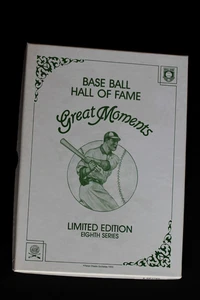 BASE BALL
HALL OF FAME
Great Moments
LIMITED EDITION
EIGHTH SERIES